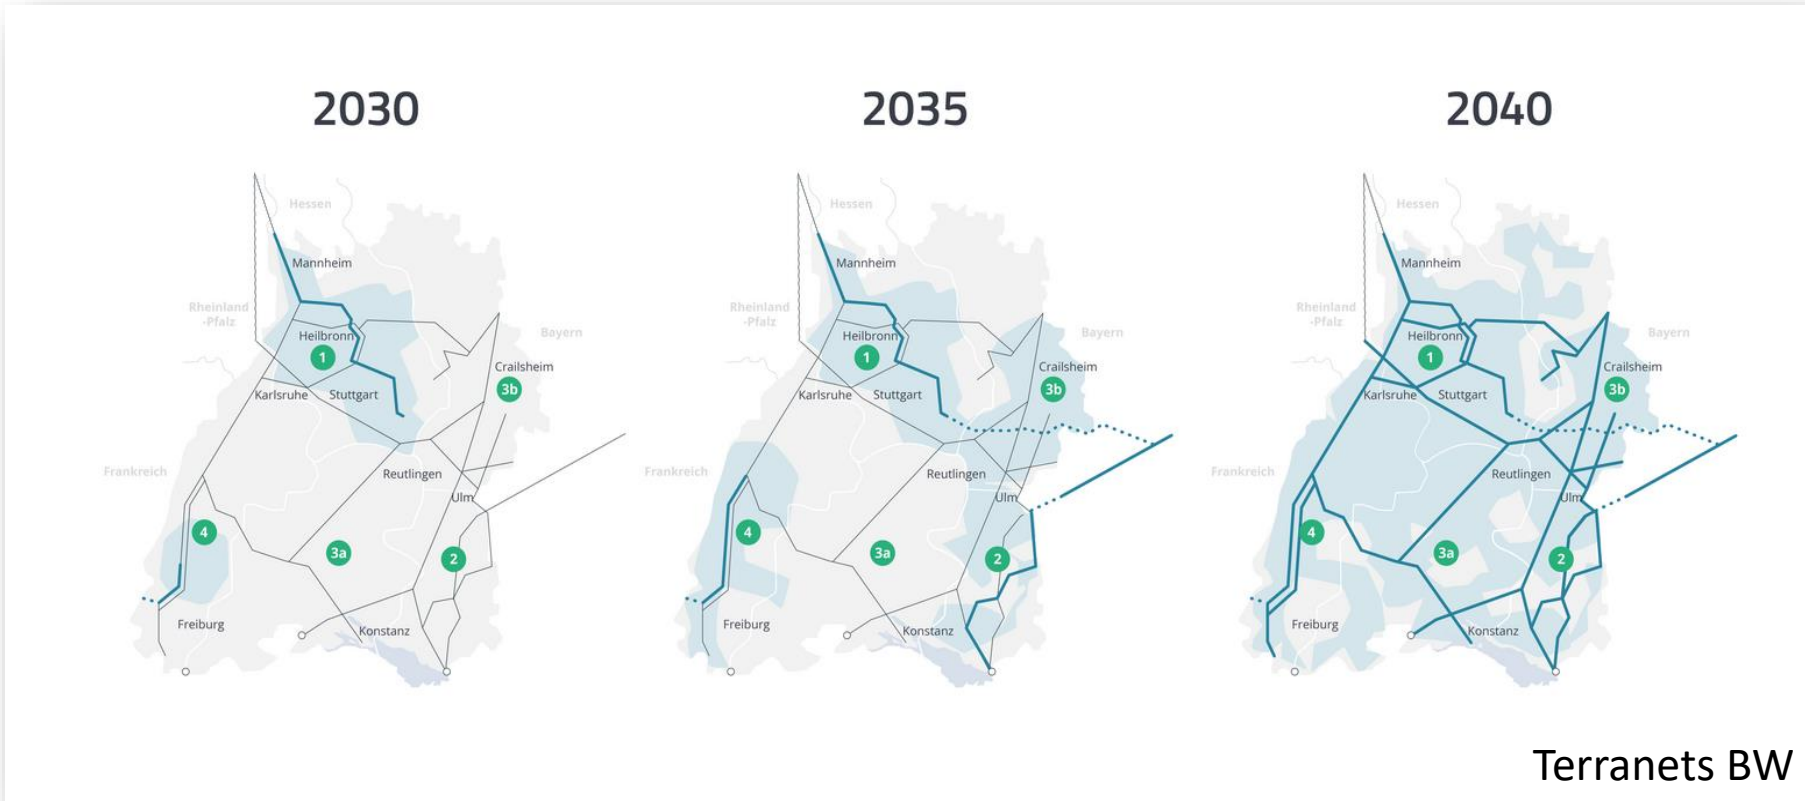 2030
Hessen
Mannheim
Rheinland
-Pfalz
Heilbronn
1
Bayern
Crailsheim
3b
Karlsruhe
Stuttgart
Frankreich
Reutlingen
Ulm
4
3a
2
Freiburg
Konstanz
2035
Hessen
Mannheim
Rheinland
-Pfalz
Heilbronn
1
Bayern
Crailsheim
3b
Karlsruhe
Stuttgart
Frankreich
Reutlingen
Ulm
4
3a
2
Freiburg
Konstanz
2040
Hessen
Mannheim
Rheinland
-Pfalz
Heilbronn
1
Bayern
Crailsheim
3b
Karlsruhe
Stuttgart
Frankreich
Reutlingen
Ulm
4
3a
2
Freiburg
Konstanz
Terranets BW